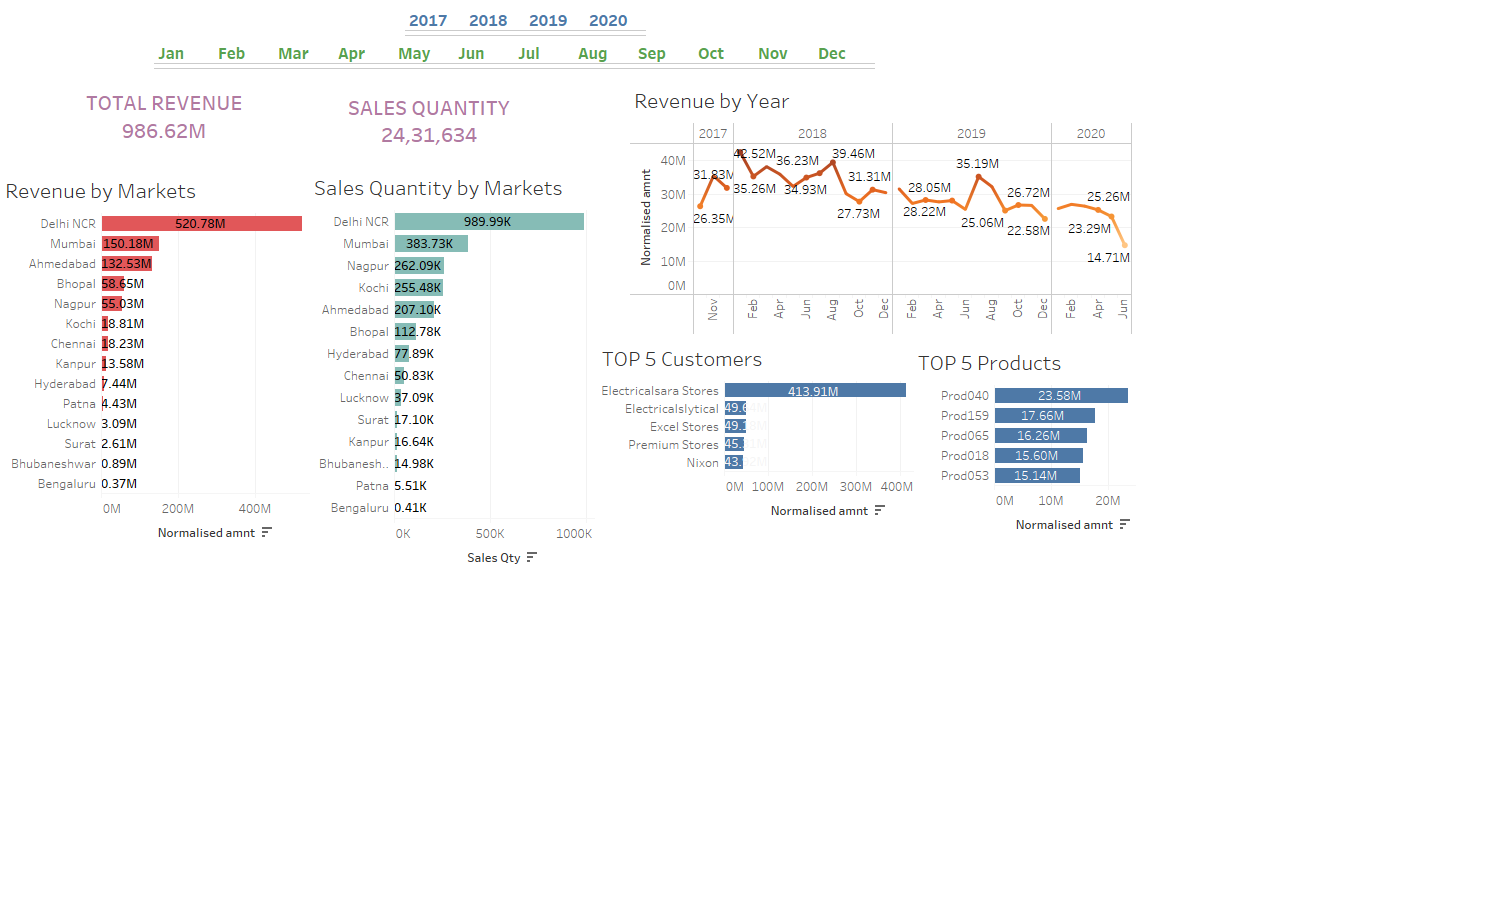 2017 2018 2019 2020
Jan Feb Mar Apr May Jun Jul Aug Sep Oct Nov Dec
TOTAL REVENUE
986.62M
SALES QUANTITY
24,31,634
Revenue by Markets
Delhi NCR 520.78M
Mumbai 150.18M
Ahmedabad 132.53M
Bhopal 58.65M
Nagpur 55.03M
Kochi 18.81M
Chennai 18.23M
Kanpur 13.58M
Hyderabad 7.44M
Patna 4.43M
Lucknow 3.09M
Surat 2.61M
Bhubaneshwar 0.89M
Bengaluru 0.37M
0M 200M 400M
Normalised amnt
Sales Quantity by Markets
Delhi NCR 989.99K
Mumbai 383.73K
Nagpur 262.09K
Kochi 255.48K
Ahmedabad 207.10K
Bhopal 112.78K
Hyderabad 77.89K
Chennai 50.83K
Lucknow 37.09K
Surat 17.10K
Kanpur 16.64K
Bhubanesh.. 14.98K
Patna 5.51K
Bengaluru 0.41K
0K 500K 1000K
Sales Qty
Revenue by Year
2017 2018 2019 2020
Normalised amnt
40M
30M
20M
10M
0M
31.83M
26.35M
42.52M 36.23M 39.46M
35.26M 34.93M 31.31M
27.73M
35.19M
28.05M 26.72M
28.22M 25.06M 22.58M
25.26M
23.29M
14.71M
Nov Feb Apr Jun Aug Oct Dec Feb Apr Jun Aug Oct Dec Feb Apr Jun
TOP 5 Customers
Electricalsara Stores 413.91M
Electricalslytical
Excel Stores
Premium Stores
Nixon
0M 100M 200M 300M 400M
Normalised amnt
TOP 5 Products
Prod040 23.58M
Prod159 17.66M
Prod065 16.26M
Prod018 15.60M
Prod053 15.14M
0M 10M 20M
Normalised amnt